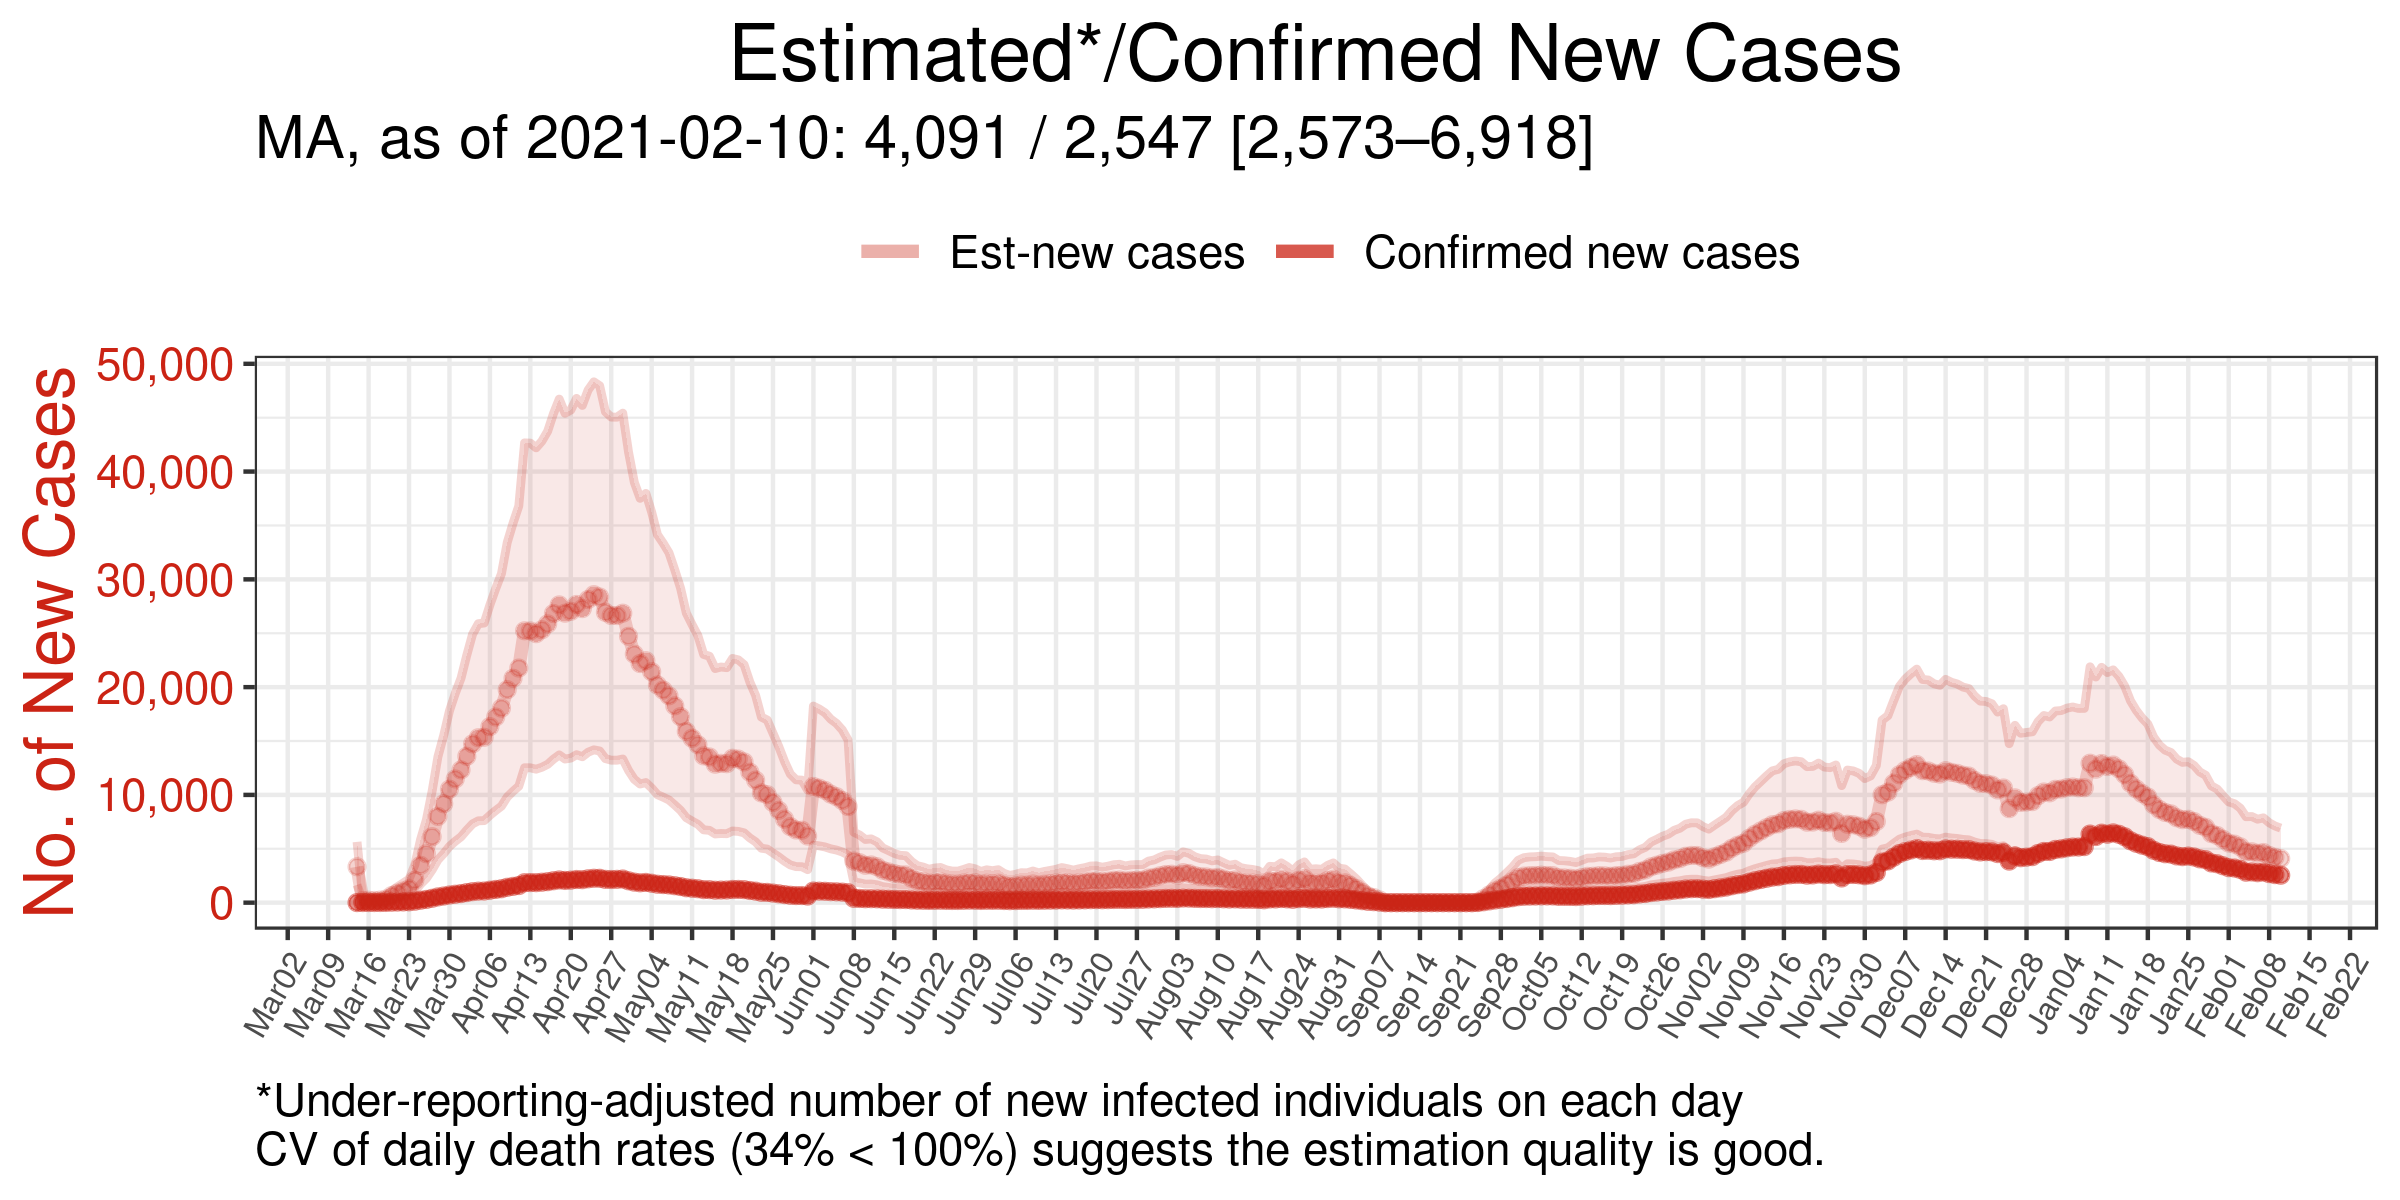 Estimated*/Confirmed New Cases
MA, as of 2021-02-10: 4,091 / 2,547 [2,573–6,918]
Est-new cases Confirmed new cases
No. of New Cases
50,000
40,000
30,000
20,000
10,000
0
Mar02 Mar09 Mar16 Mar23 Mar30 Apr06 Apr13 Apr20 Apr27 May04 May11 May18 May25 Jun01 Jun08 Jun15 Jun22 Jun29 Jul06 Jul13 Jul20 Jul27 Aug03 Aug10 Aug17 Aug24 Aug31 Sep07 Sep14 Sep21 Sep28 Oct05 Oct12 Oct19 Oct26 Nov02 Nov09 Nov16 Nov23 Nov30 Dec07 Dec14 Dec21 Dec28 Jan04 Jan11 Jan18 Jan25 Feb01 Feb08 Feb15 Feb22
*Under-reporting-adjusted number of new infected individuals on each day
CV of daily death rates (34% < 100%) suggests the estimation quality is good.